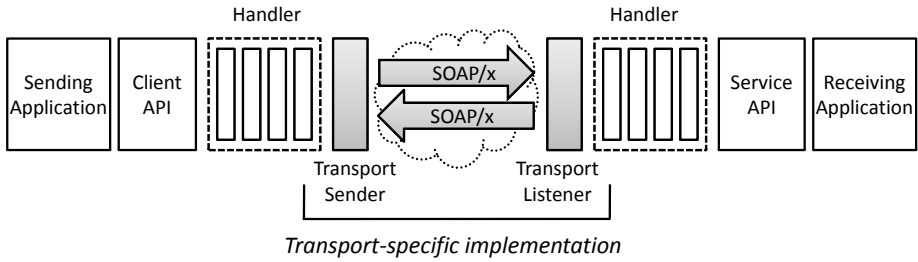 Handler
Handler
Sending
Application
Client
API
SOAP/x
SOAP/x
Service
API
Receiving
Application
Transport
Sender
Transport
Listener
Transport-specific implementation